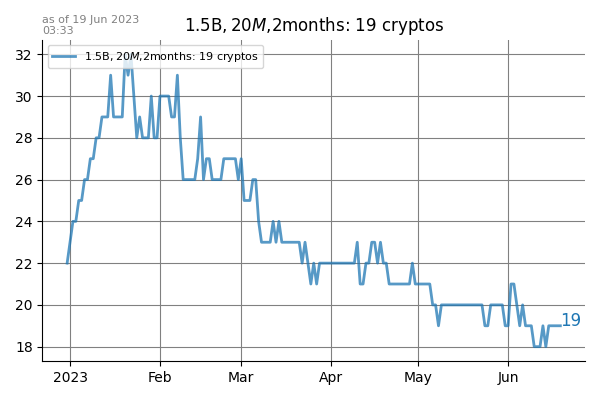 as of 19 Jun 2023
03:33
1.5B, 20M,2months: 19 cryptos
1.5B, 20M,2months: 19 cryptos
32
30
28
26
24
22
20
18
19
2023 Feb Mar Apr May Jun